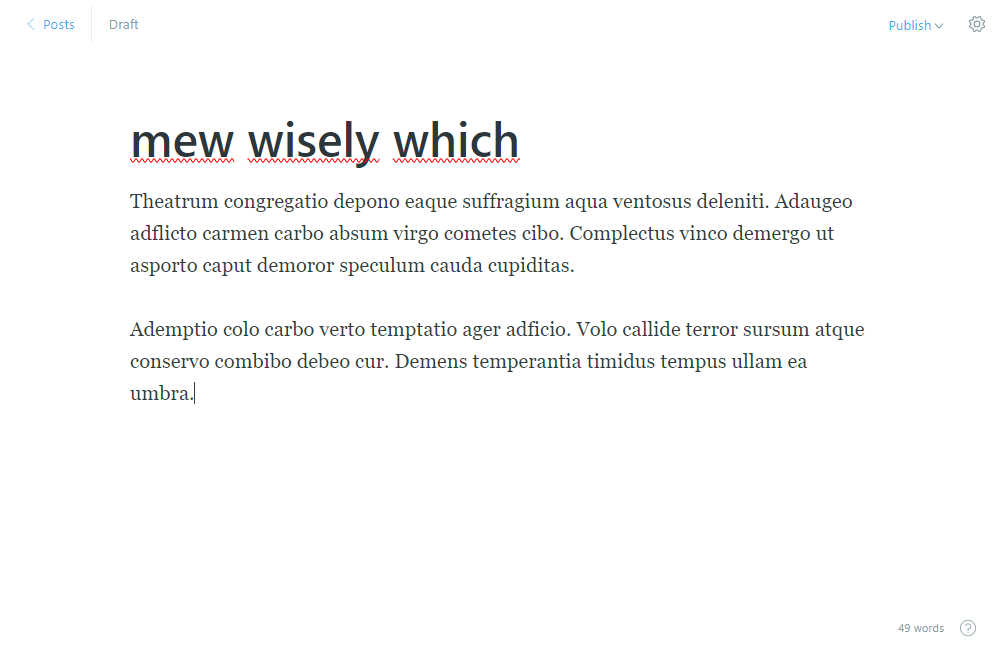 Posts
Draft
Publish
mew wisely which
Theatrum congregatio depono eaque suffragium aqua ventosus deleniti. Adaugeo
adflicto carmen carbo absum virgo cometes cibo. Complectus vinco demergo ut
asporto caput demoror speculum cauda cupiditas.
Ademptio colo carbo verto temptatio ager adficio. Volo callide terror sursum atque
conservo combibo debeo cur. Demens temperantia timidus tempus ullam ea
umbra.
49 words
?